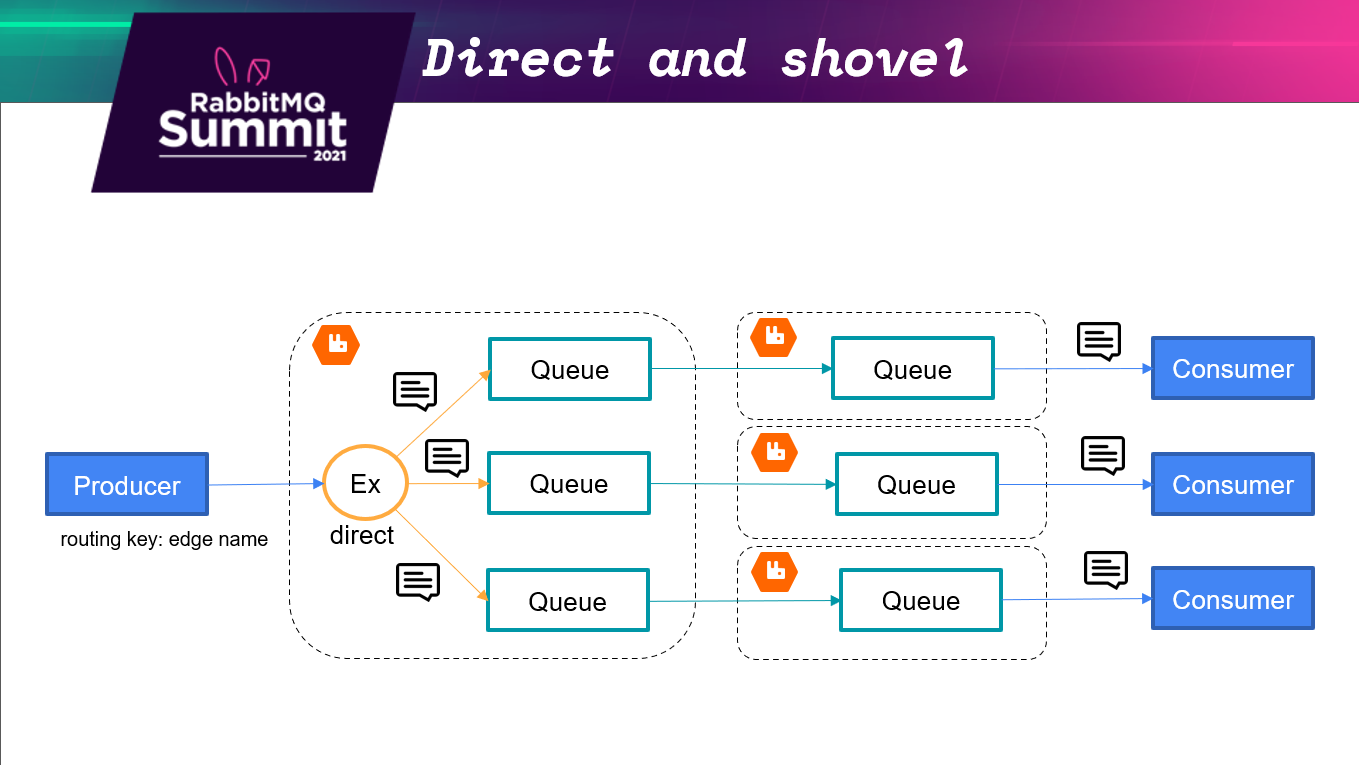 Direct and shovel
RabbitMQ
Summit
2021
Queue
Queue
Consumer
Producer
routing key: edge name
Ex
direct
Queue
Queue
Consumer
Queue
Queue
Consumer